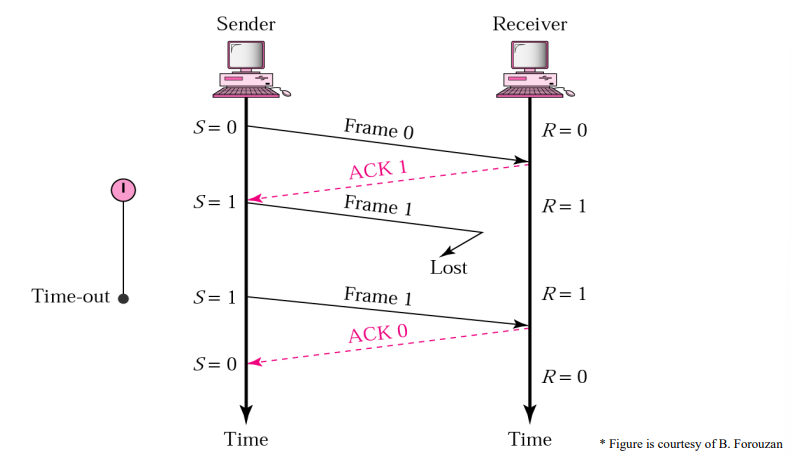 Sender
Receiver
S = 0
Frame 0
R = 0
ACK 1
S = 1
Frame 1
R = 1
Lost
Time-out
S = 1
Frame 1
R = 1
ACK 0
S = 0
R = 0
Time
Time
* Figure is courtesy of B. Forouzan